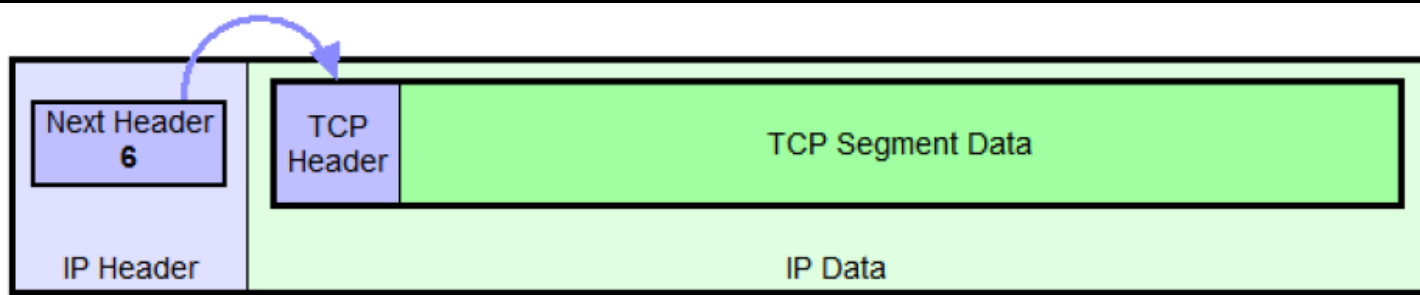 Next Header
6
TCP
Header
TCP Segment Data
IP Header
IP Data